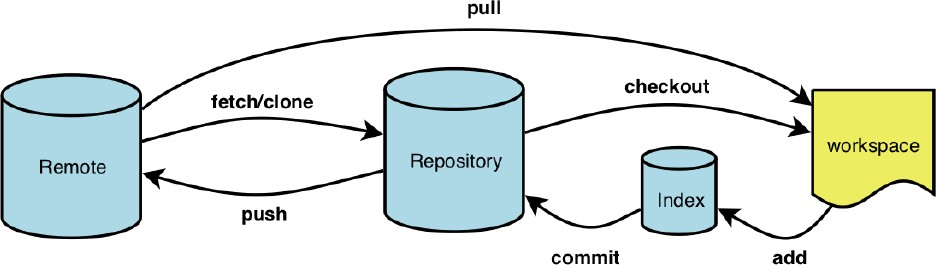 pull
fetch/clone
checkout
Remote
Repository
workspace
Index
push
commit
add